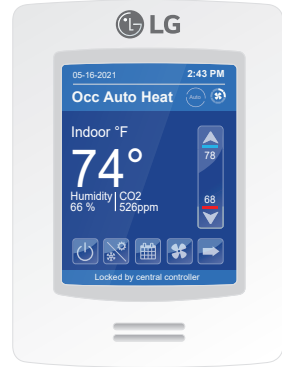 LG
05-16-2021 2:43 PM
Occ Auto Heat Auto
Indoor °F
74°
78
Humidity CO2
66 % 526ppm
68
Locked by central controller